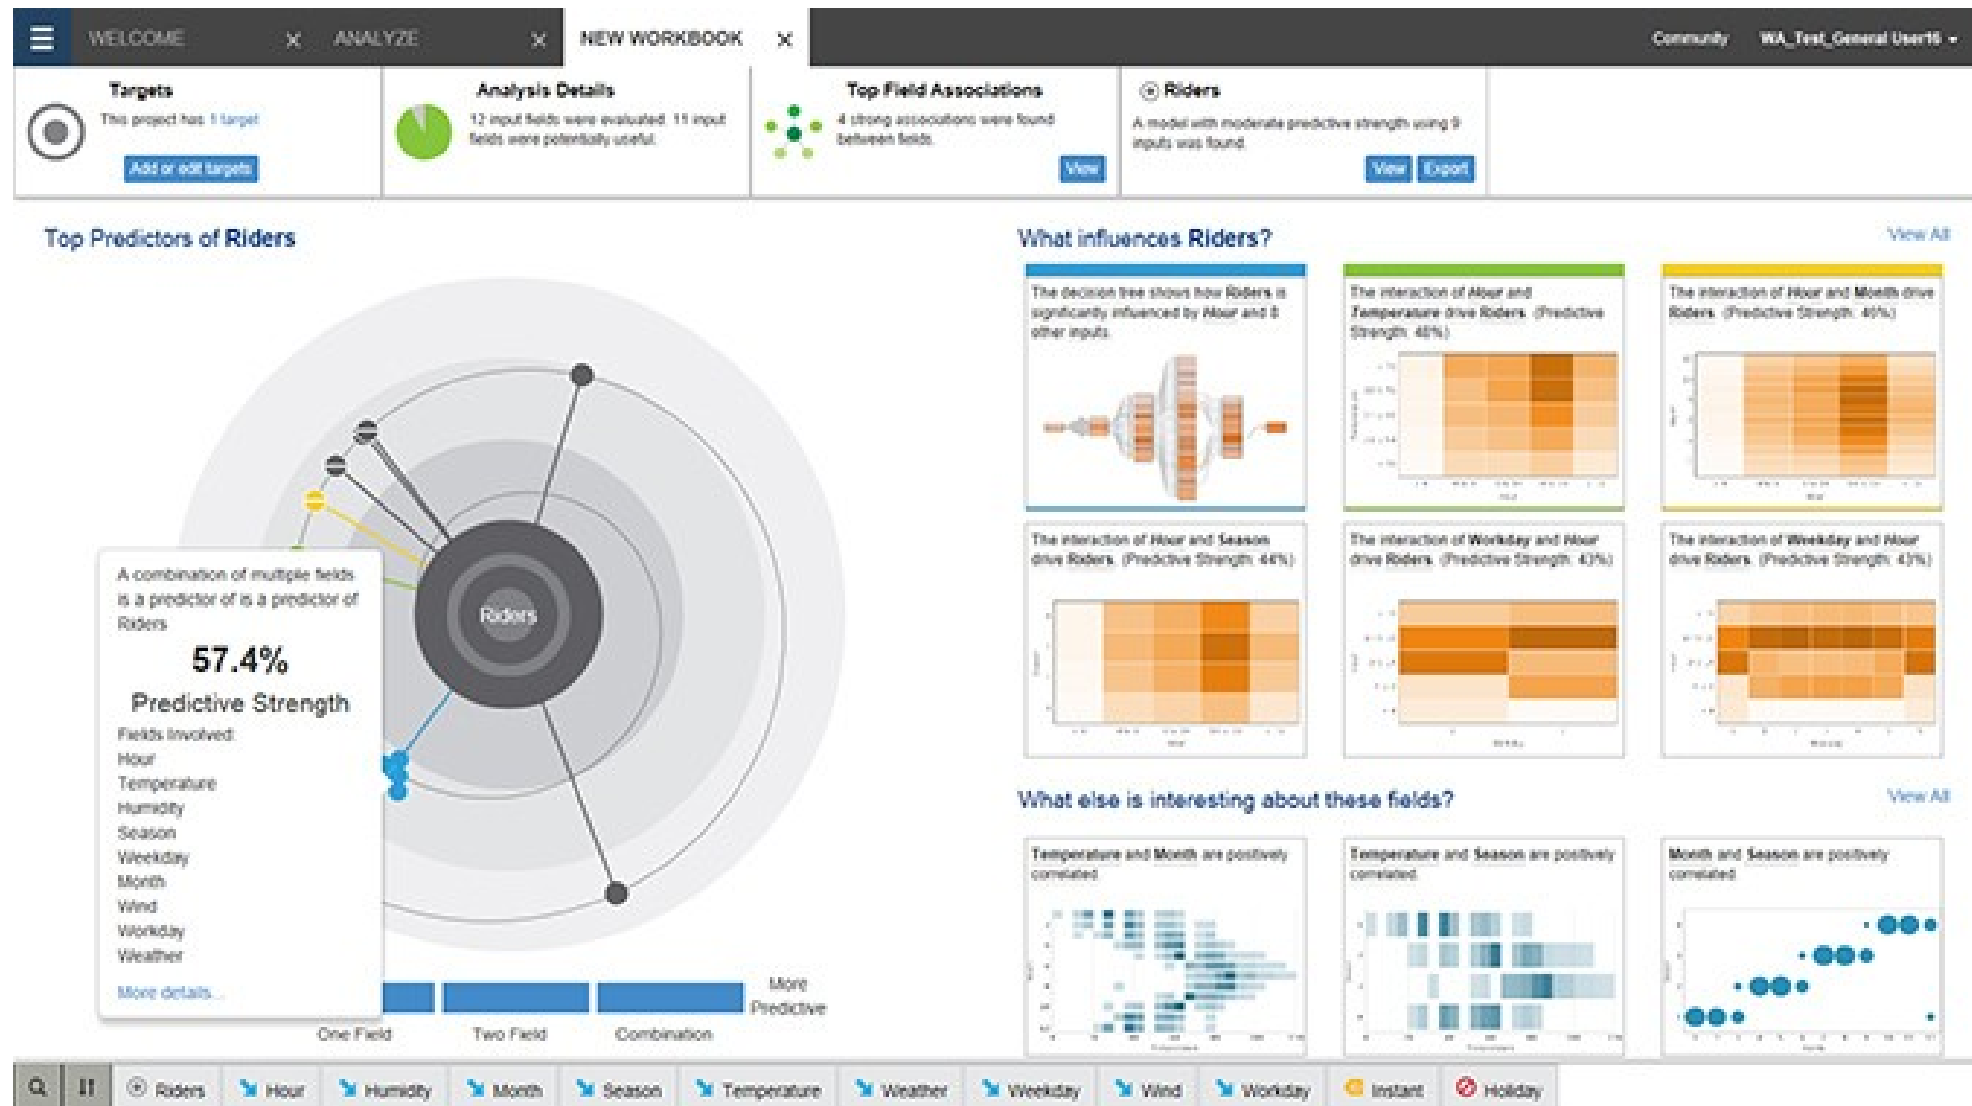 WELCOME
ANALYZE
NEW WORKBOOK
Community
WA_Test_General User16
Targets
This project has 1 target
Add or edit targets
Analysis Details
12 input fields were evaluated. 11 input
fields were potentially useful.
Top Field Associations
4 strong associations were found
between fields.
View
Riders
A model with moderate predictive strength using 9
inputs was found.
View
Export
Top Predictors of Riders
Riders
A combination of multiple fields
is a predictor of is a predictor of
Riders
57.4%
Predictive Strength
Fields Involved:
Hour
Temperature
Humidity
Season
Weekday
Month
Wind
Workday
Weather
More details...
More
Predictive
One Field
Two Field
Combination
What influences Riders?
View All
The decision tree shows how Riders is
significantly influenced by Hour and 8
other inputs.
The interaction of Hour and
Temperature drive Riders. (Predictive
Strength: 48%)
The interaction of Hour and Month drive
Riders. (Predictive Strength: 46%)
The interaction of Hour and Season
drive Riders. (Predictive Strength: 44%)
The interaction of Workday and Hour
drive Riders. (Predictive Strength: 43%)
The interaction of Weekday and Hour
drive Riders. (Predictive Strength: 43%)
What else is interesting about these fields?
View All
Temperature and Month are positively
correlated.
Temperature and Season are positively
correlated.
Month and Season are positively
correlated.
Riders
Hour
Humidity
Month
Season
Temperature
Weather
Weekday
Wind
Workday
Instant
Holiday